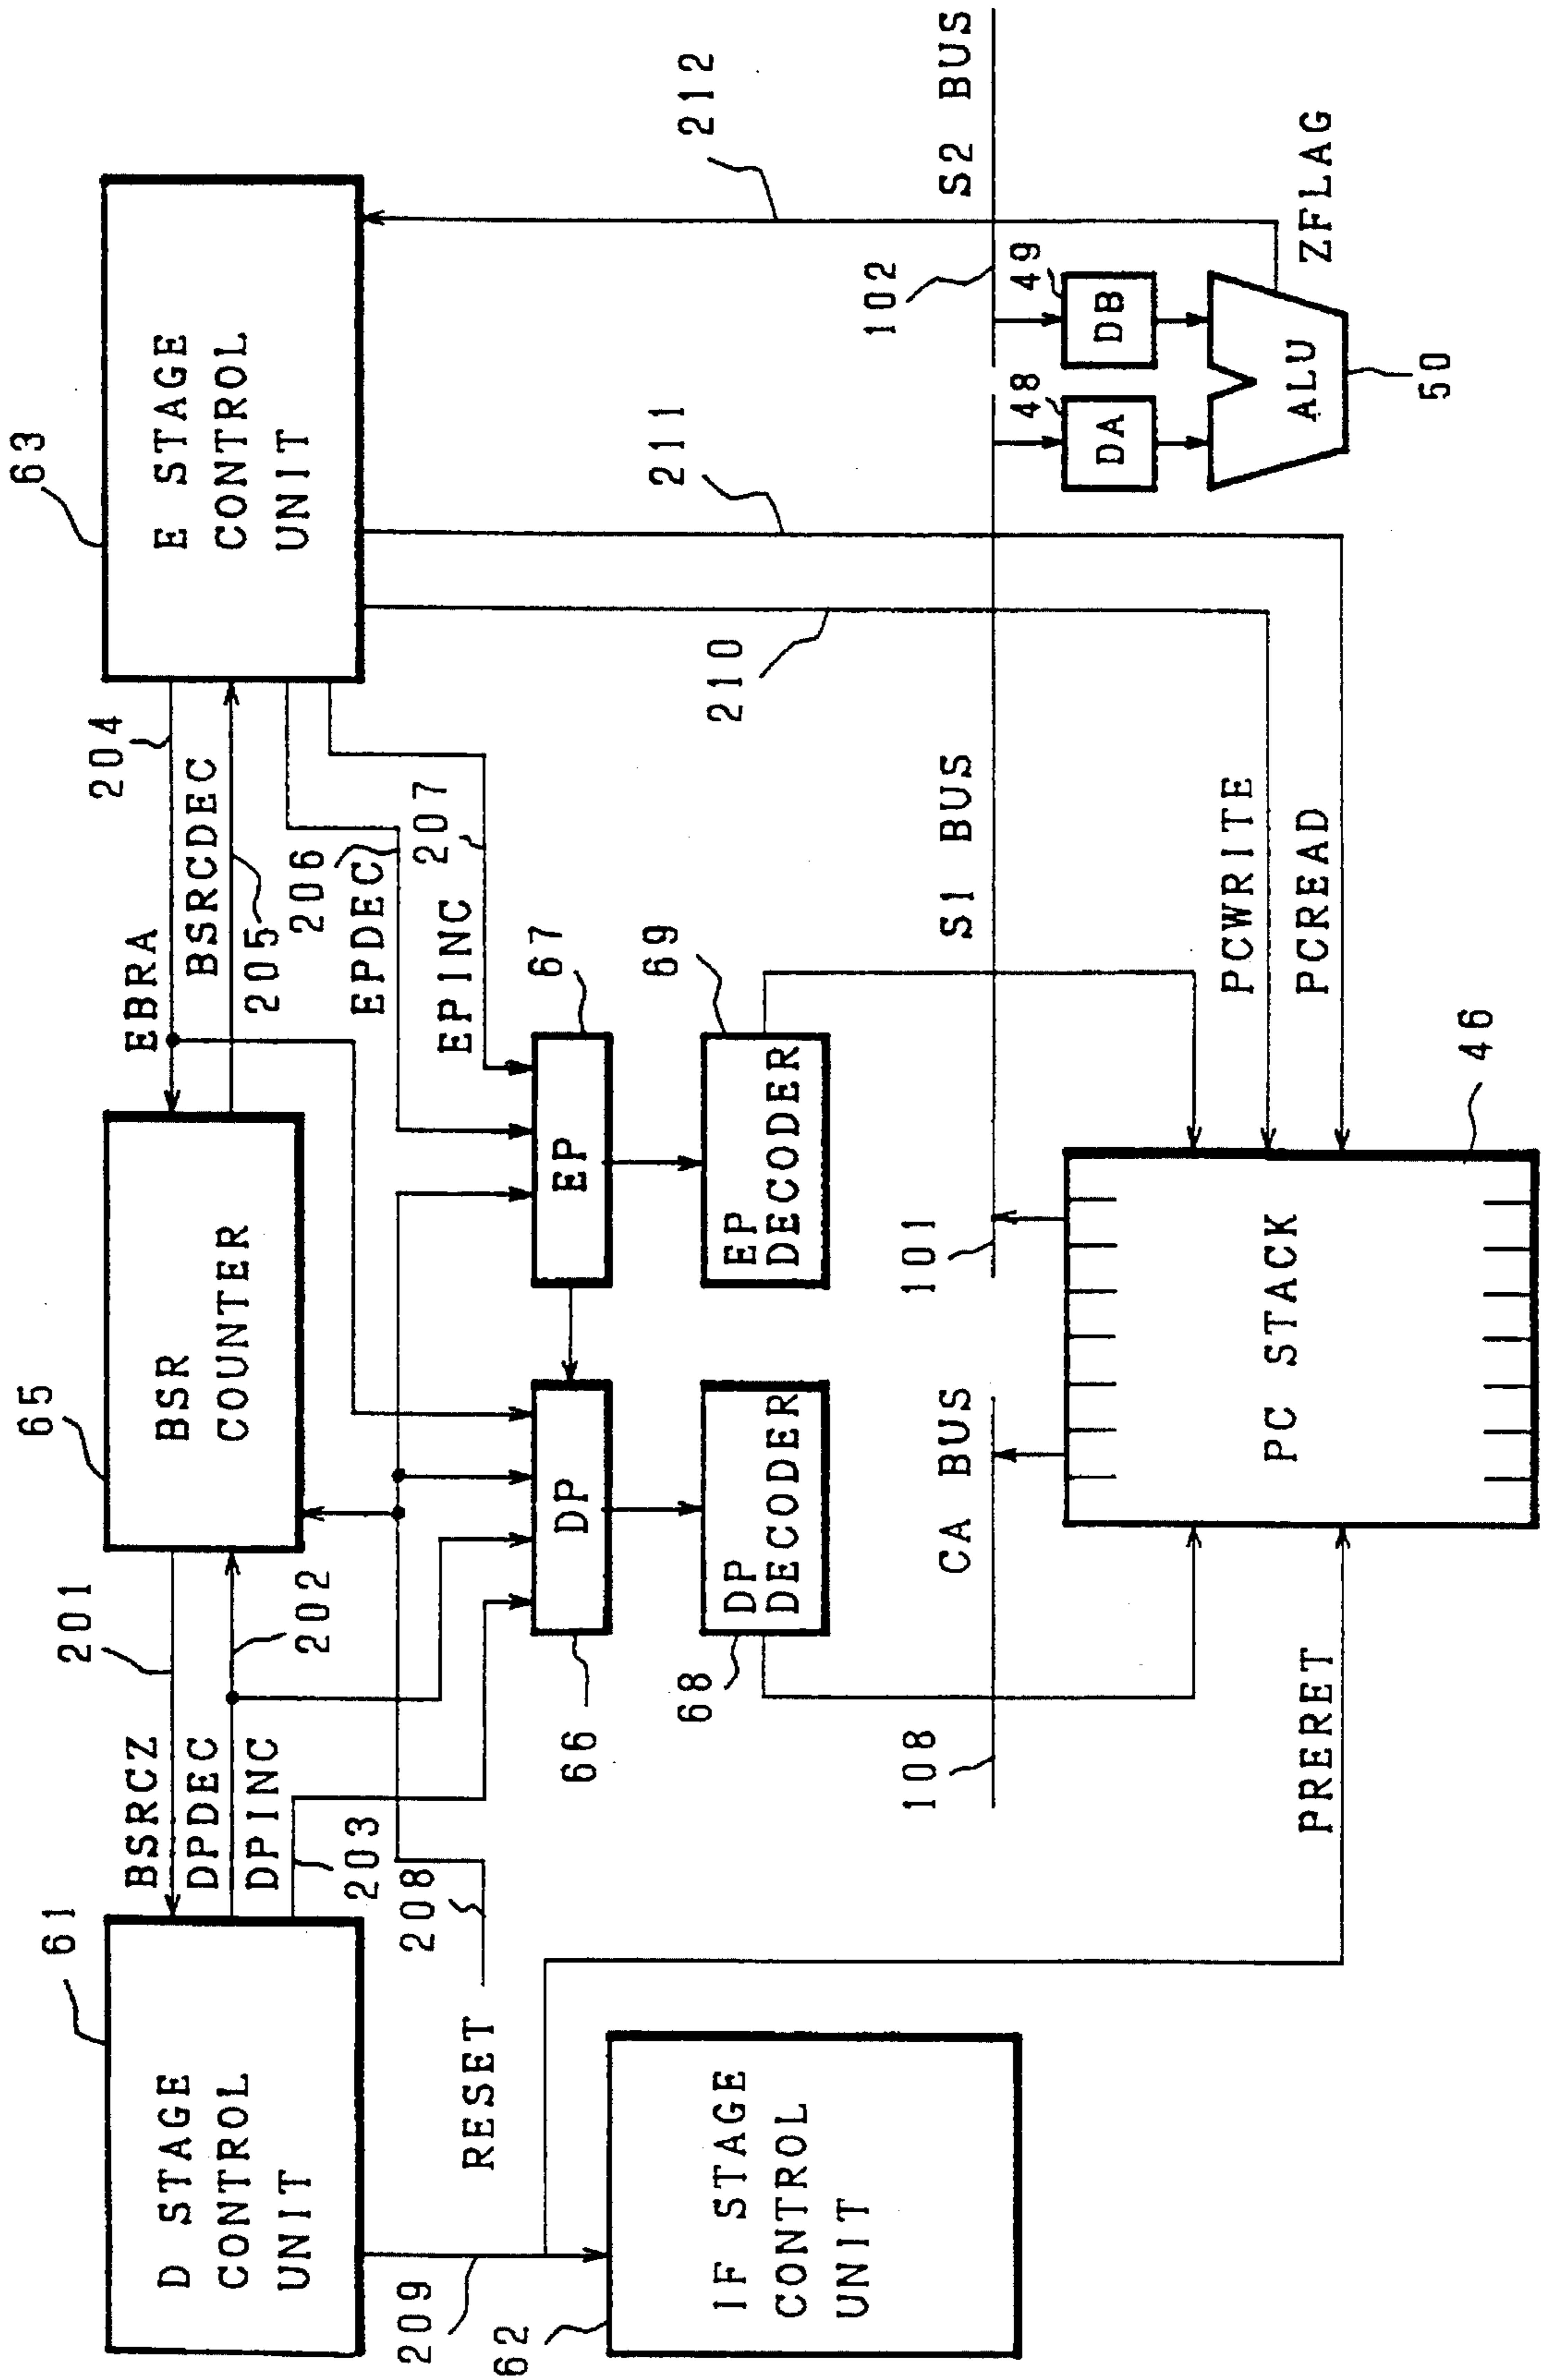 61
D STAGE
CONTROL
UNIT
BSRCZ
201
DPDEC
202
DPINC
203
65
BSR
COUNTER
EBRA
204
BSRCDEC
205
206
EPDEC
207
EPINC
63
E STAGE
CONTROL
UNIT
RESET
208
66
DP
67
EP
68
DP
DECODER
69
EP
DECODER
209
62
IF STAGE
CONTROL
UNIT
210
211
212
108
CA BUS
101
S1 BUS
102
S2 BUS
48
DA
49
DB
ALU
50
ZFLAG
PRERET
PC STACK
46
PCWRITE
PCREAD